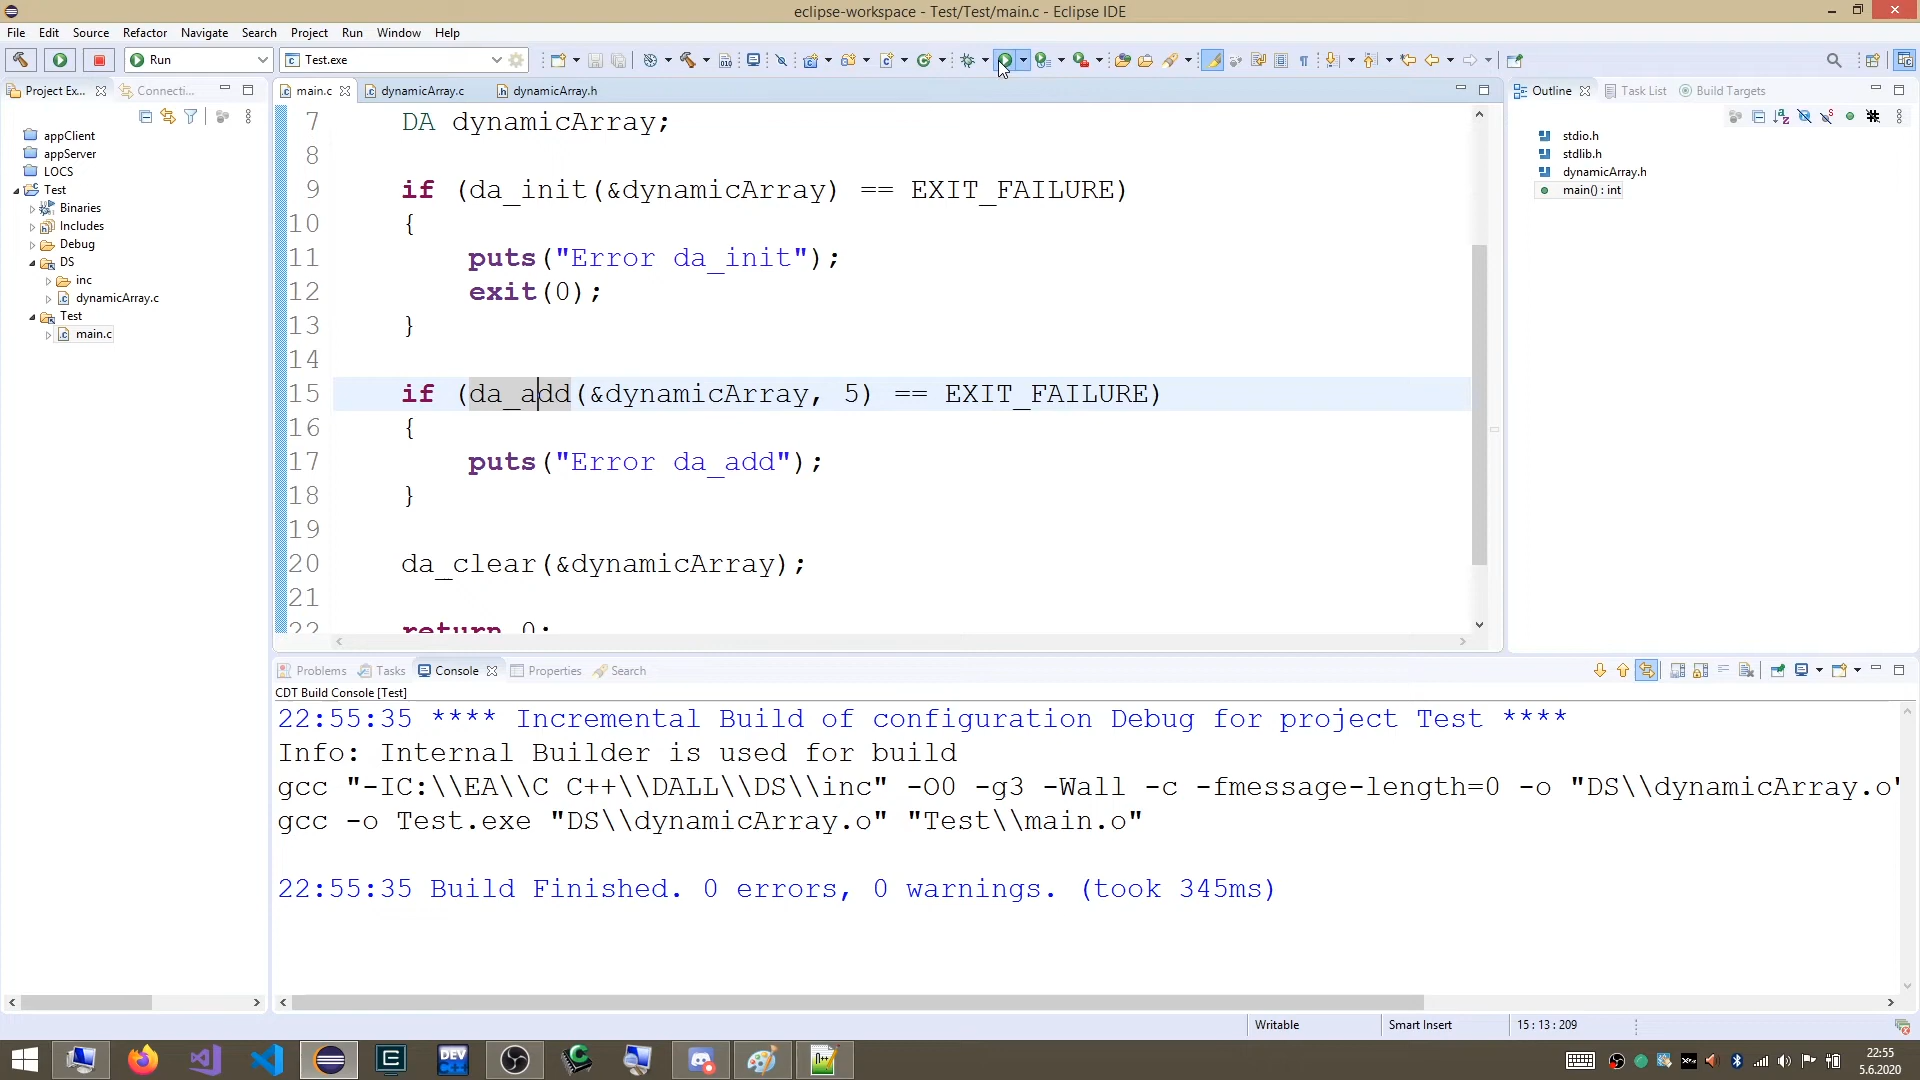 eclipse-workspace - Test/Test/main.c - Eclipse IDE
File Edit Source Refactor Navigate Search Project Run Window Help
Run
Test.exe
Project Ex...
Connecti...
appClient
appServer
LOCS
Test
Binaries
Includes
Debug
DS
inc
dynamicArray.c
Test
main.c
main.c dynamicArray.c dynamicArray.h
7 DA dynamicArray;
8
9 if (da_init(&dynamicArray) == EXIT_FAILURE)
10 {
11 puts("Error da_init");
12 exit(0);
13 }
14
15 if (da_add(&dynamicArray, 5) == EXIT_FAILURE)
16 {
17 puts("Error da_add");
18 }
19
20 da_clear(&dynamicArray);
21
22 return 0;
Outline Task List Build Targets
stdio.h
stdlib.h
dynamicArray.h
main() : int
Problems Tasks Console Properties Search
CDT Build Console [Test]
22:55:35 **** Incremental Build of configuration Debug for project Test ****
Info: Internal Builder is used for build
gcc "-IC:\\EA\\C C++\\DALL\\DS\\inc" -O0 -g3 -Wall -c -fmessage-length=0 -o "DS\\dynamicArray.o"
gcc -o Test.exe "DS\\dynamicArray.o" "Test\\main.o"
22:55:35 Build Finished. 0 errors, 0 warnings. (took 345ms)
Writable
Smart Insert
15 : 13 : 209
DEV
22:55
5.6.2020